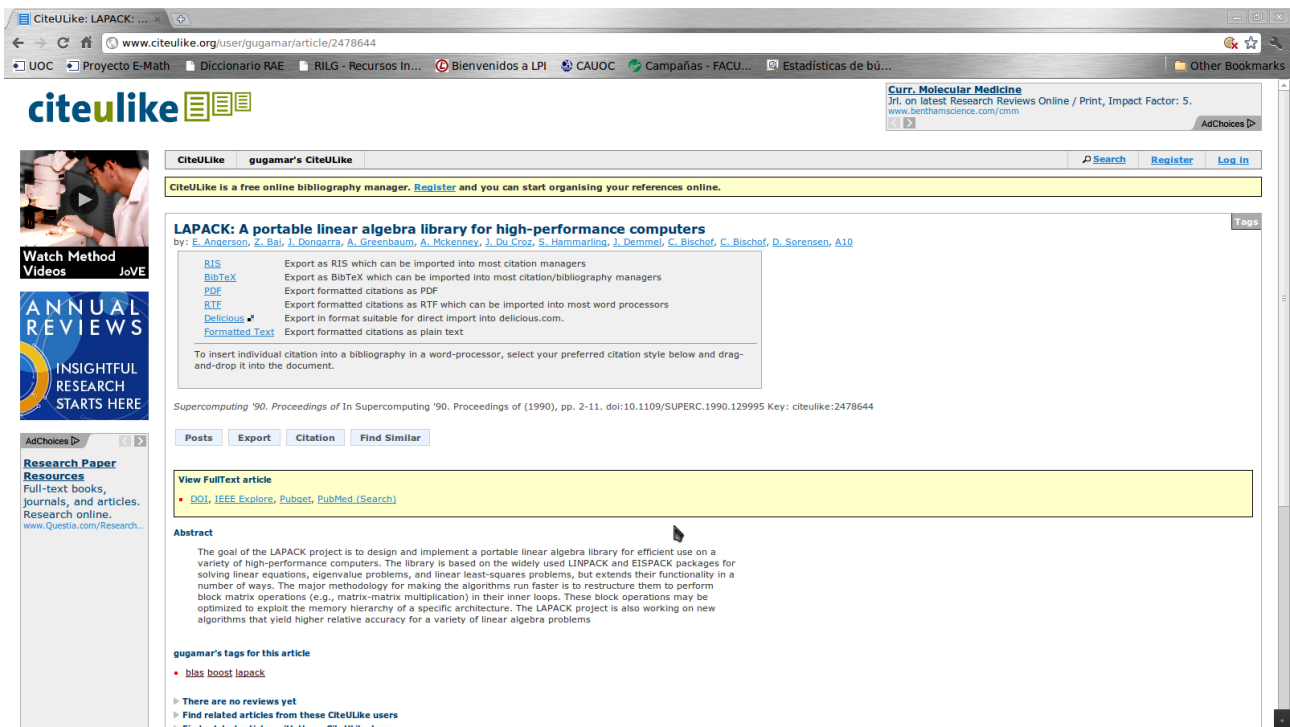 CiteULike: LAPACK: ...
www.citeulike.org/user/gugamar/article/2478644
UOC Proyecto E-Math Diccionario RAE RILG - Recursos In... Bienvenidos a LPI CAUOC Campañas - FACU... Estadísticas de bú... Other Bookmarks
citeulike
Curr. Molecular Medicine
Jrl. on latest Research Reviews Online / Print, Impact Factor: 5.
www.benthamscience.com/cmm
AdChoices
CiteULike gugamar's CiteULike Search Register Log in
CiteULike is a free online bibliography manager. Register and you can start organising your references online.
Watch Method
Videos JoVE
ANNUAL
REVIEWS
INSIGHTFUL
RESEARCH
STARTS HERE
AdChoices
Research Paper
Resources
Full-text books,
journals, and articles.
Research online.
www.Questia.com/Research...
Tags
LAPACK: A portable linear algebra library for high-performance computers
by: E. Angerson, Z. Bai, J. Dongarra, A. Greenbaum, A. Mckenney, J. Du Croz, S. Hammarling, J. Demmel, C. Bischof, C. Bischof, D. Sorensen, A10
RIS Export as RIS which can be imported into most citation managers
BibTeX Export as BibTeX which can be imported into most citation/bibliography managers
PDF Export formatted citations as PDF
RTF Export formatted citations as RTF which can be imported into most word processors
Delicious Export in format suitable for direct import into delicious.com.
Formatted Text Export formatted citations as plain text
To insert individual citation into a bibliography in a word-processor, select your preferred citation style below and drag-
and-drop it into the document.
Supercomputing '90. Proceedings of In Supercomputing '90. Proceedings of (1990), pp. 2-11. doi:10.1109/SUPERC.1990.129995 Key: citeulike:2478644
Posts Export Citation Find Similar
View FullText article
DOI, IEEE Explore, Pubget, PubMed (Search)
Abstract
The goal of the LAPACK project is to design and implement a portable linear algebra library for efficient use on a
variety of high-performance computers. The library is based on the widely used LINPACK and EISPACK packages for
solving linear equations, eigenvalue problems, and linear least-squares problems, but extends their functionality in a
number of ways. The major methodology for making the algorithms run faster is to restructure them to perform
block matrix operations (e.g., matrix-matrix multiplication) in their inner loops. These block operations may be
optimized to exploit the memory hierarchy of a specific architecture. The LAPACK project is also working on new
algorithms that yield higher relative accuracy for a variety of linear algebra problems
gugamar's tags for this article
blas boost lapack
There are no reviews yet
Find related articles from these CiteULike users